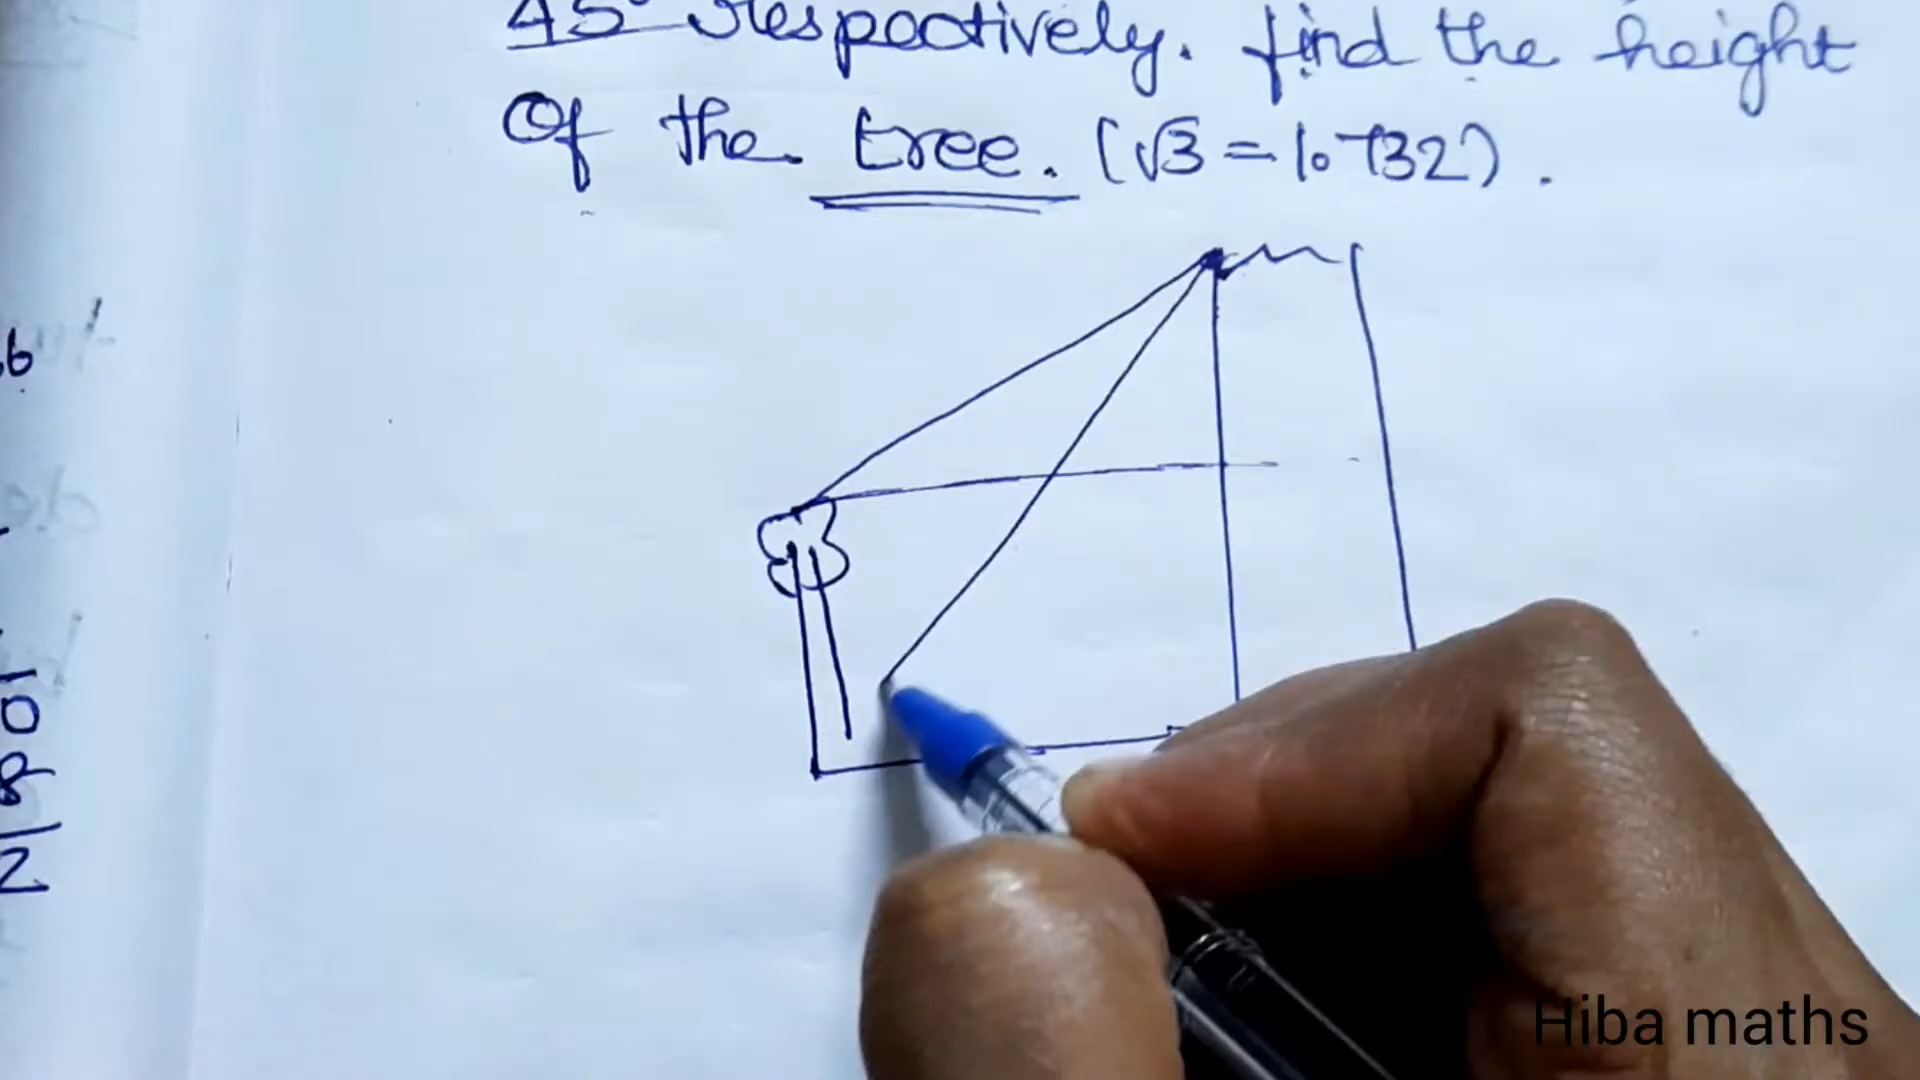 45° respectively. find the height
Of the tree. (√3 = 1.732).
Hiba maths